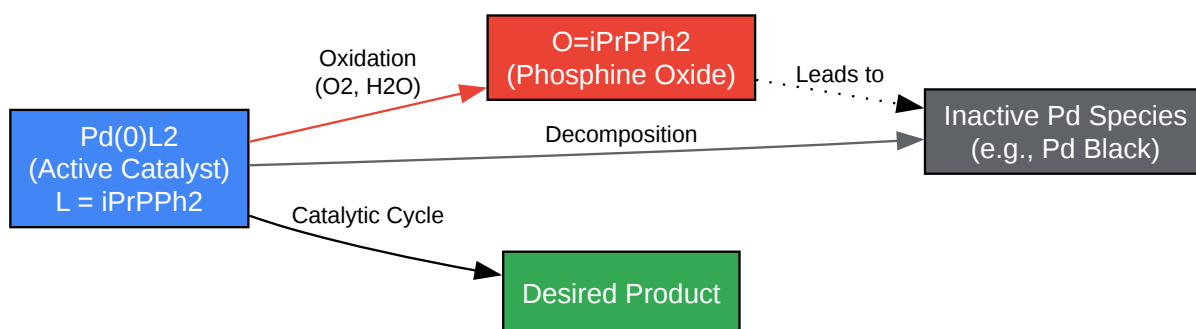 Pd(0)L2
(Active Catalyst)
L = iPrPPh2
Oxidation
(O2, H2O)
O=iPrPPh2
(Phosphine Oxide)
Leads to
Decomposition
Inactive Pd Species
(e.g., Pd Black)
Catalytic Cycle
Desired Product